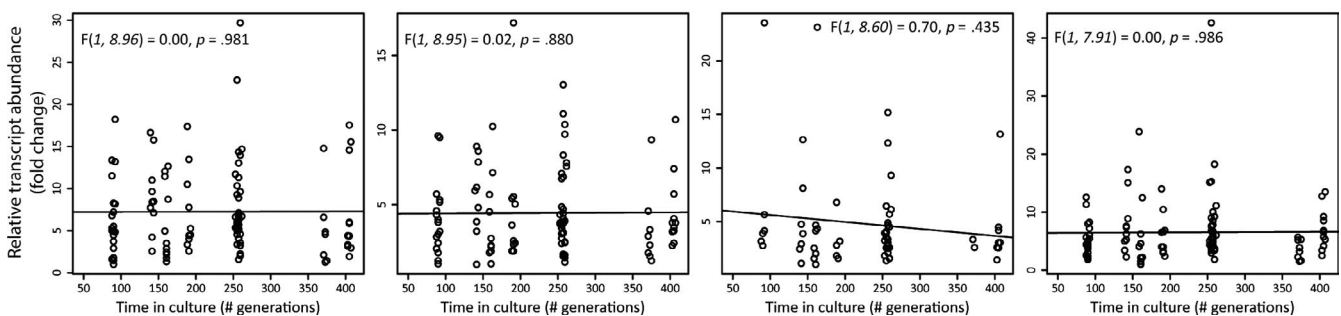 Relative transcript abundance
(fold change)
30
25
20
15
10
5
0
F(1, 8.96) = 0.00, p = .981
50 100 150 200 250 300 350 400
Time in culture (# generations)
15
10
5
F(1, 8.95) = 0.02, p = .880
50 100 150 200 250 300 350 400
Time in culture (# generations)
20
15
10
5
F(1, 8.60) = 0.70, p = .435
50 100 150 200 250 300 350 400
Time in culture (# generations)
40
30
20
10
0
F(1, 7.91) = 0.00, p = .986
50 100 150 200 250 300 350 400
Time in culture (# generations)